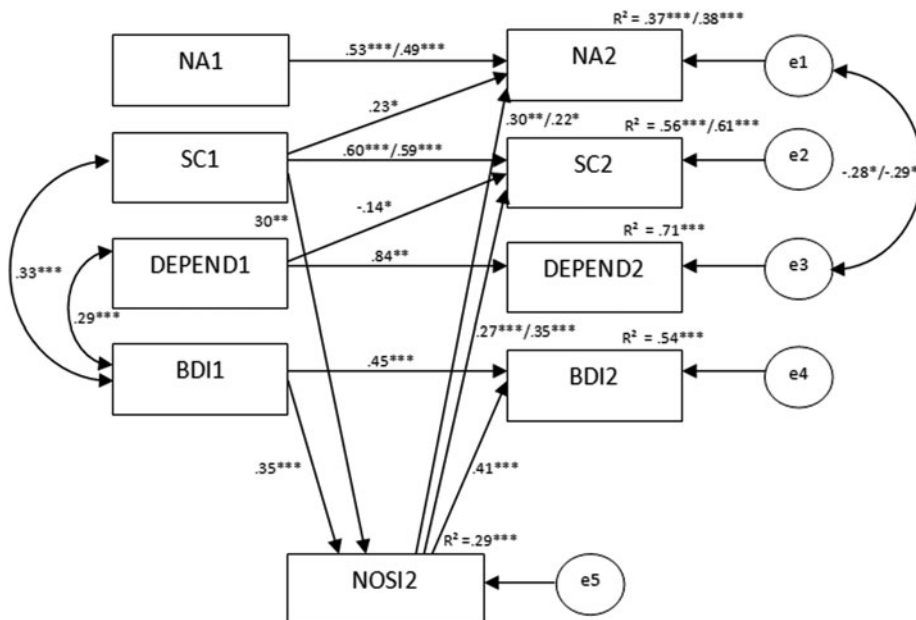 R² = .37***/.38***
NA1
.53***/.49***
NA2
e1
.23*
.30**/.22*
R² = .56***/.61***
SC1
.60***/.59***
SC2
e2
-.28*/-.29*
30**
-.14*
R² = .71***
DEPEND1
.84**
DEPEND2
e3
.33***
.29***
.27***/.35***
R² = .54***
BDI1
.45***
BDI2
e4
.35***
.41***
R² =.29***
NOSI2
e5